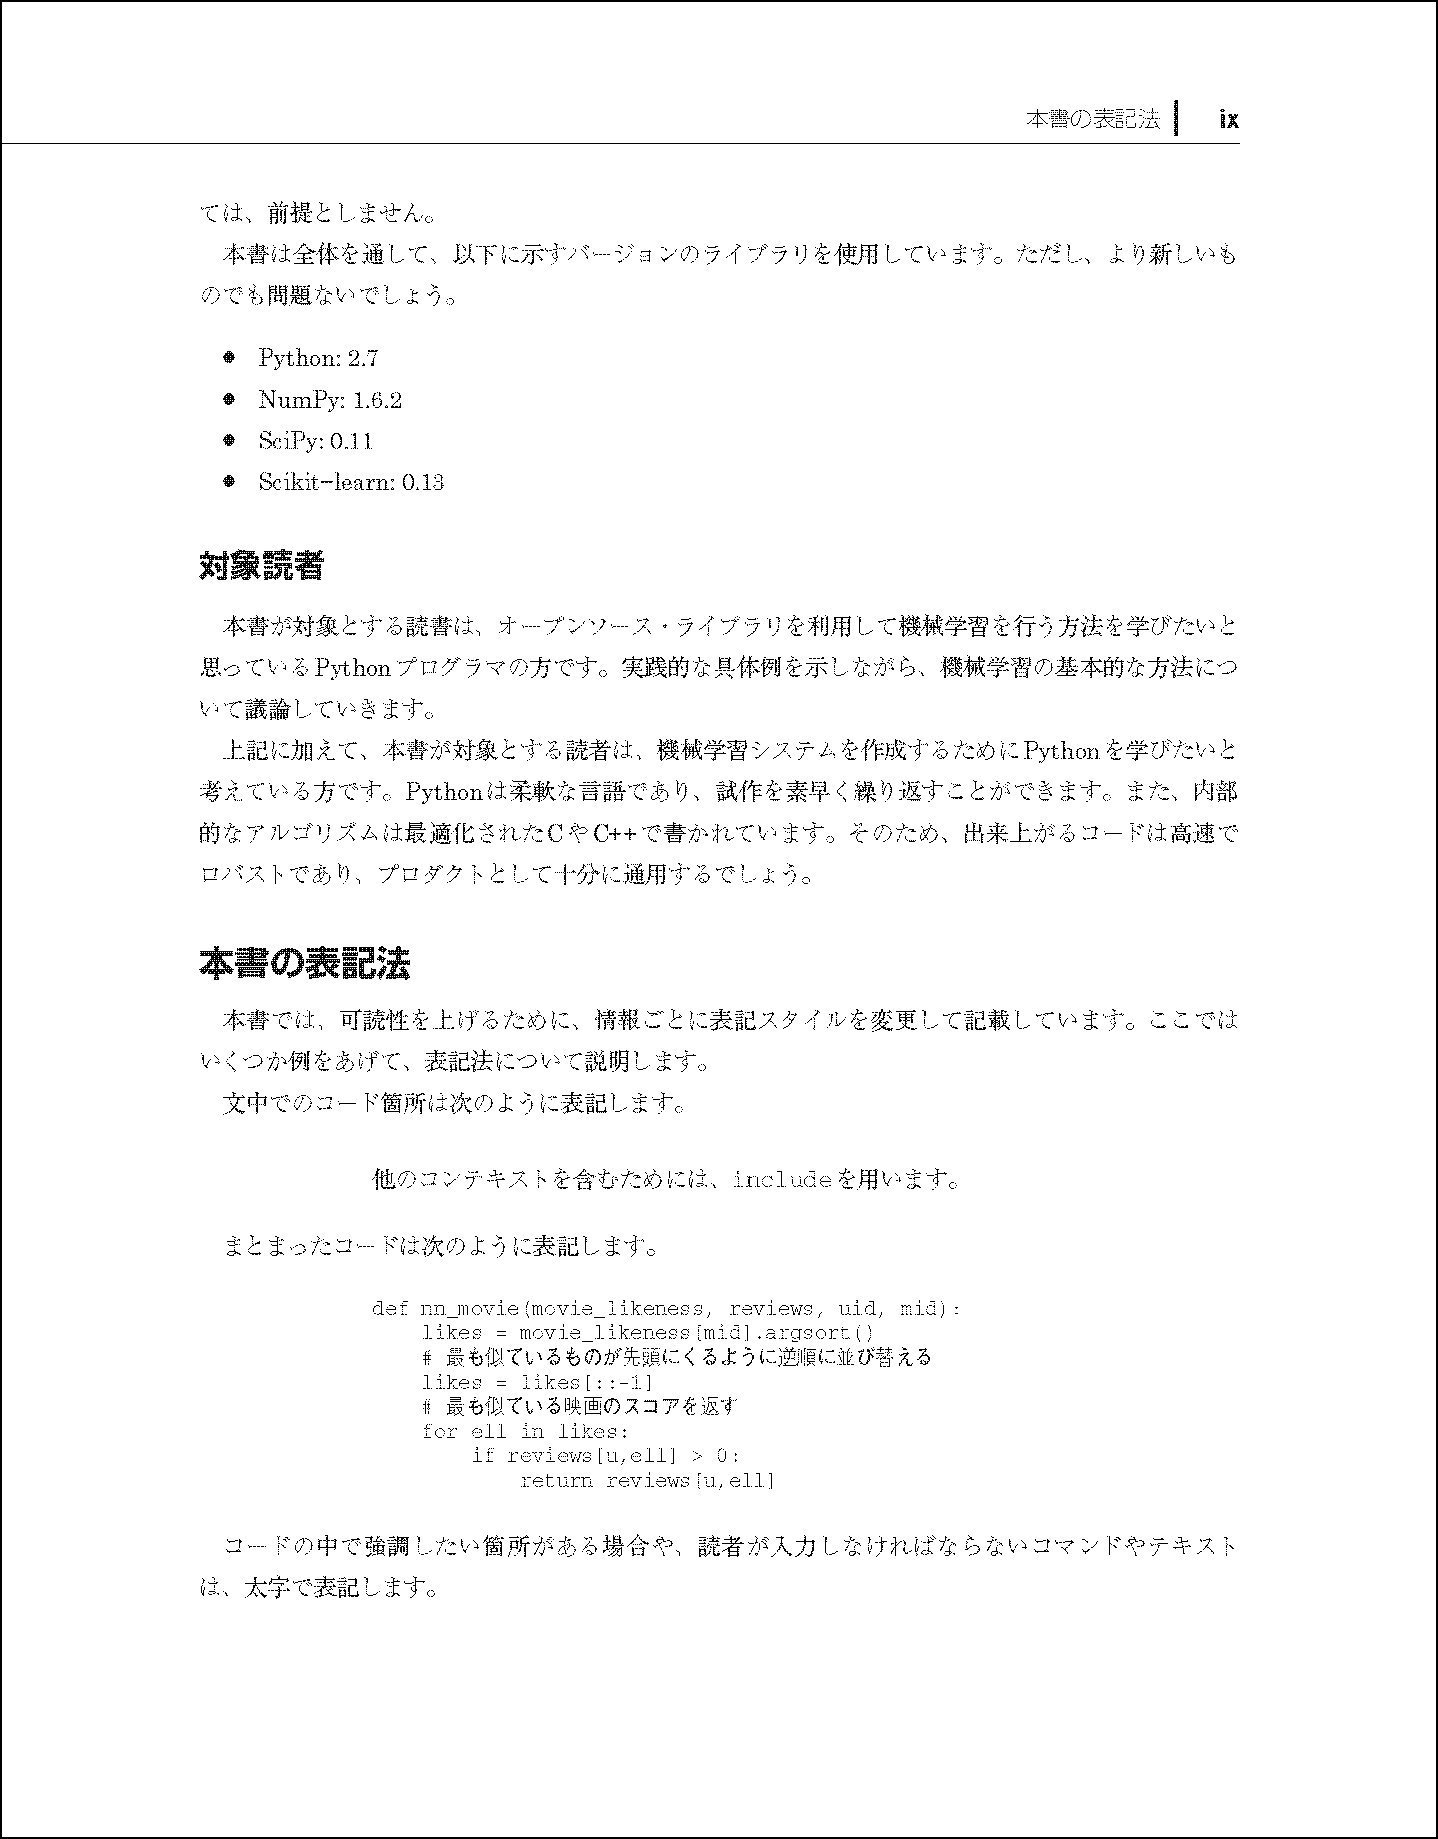 本書の表記法 ix
ては、前提としません。
本書は全体を通して、以下に示すバージョンのライブラリを使用しています。ただし、より新しいも
のでも問題ないでしょう。
● Python: 2.7
● NumPy: 1.6.2
● SciPy: 0.11
● Scikit-learn: 0.13
対象読者
本書が対象とする読書は、オープンソース・ライブラリを利用して機械学習を行う方法を学びたいと
思っているPythonプログラマの方です。実践的な具体例を示しながら、機械学習の基本的な方法につ
いて議論していきます。
上記に加えて、本書が対象とする読者は、機械学習システムを作成するためにPythonを学びたいと
考えている方です。Pythonは柔軟な言語であり、試作を素早く繰り返すことができます。また、内部
的なアルゴリズムは最適化されたCやC++で書かれています。そのため、出来上がるコードは高速で
ロバストであり、プロダクトとして十分に通用するでしょう。
本書の表記法
本書では、可読性を上げるために、情報ごとに表記スタイルを変更して記載しています。ここでは
いくつか例をあげて、表記法について説明します。
文中でのコード箇所は次のように表記します。
他のコンテキストを含むためには、includeを用います。
まとまったコードは次のように表記します。
def nn_movie(movie_likeness, reviews, uid, mid):
    likes = movie_likeness[mid].argsort()
    # 最も似ているものが先頭にくるように逆順に並び替える
    likes = likes[::-1]
    # 最も似ている映画のスコアを返す
    for ell in likes:
        if reviews[u,ell] > 0:
            return reviews[u,ell]
コードの中で強調したい箇所がある場合や、読者が入力しなければならないコマンドやテキスト
は、太字で表記します。